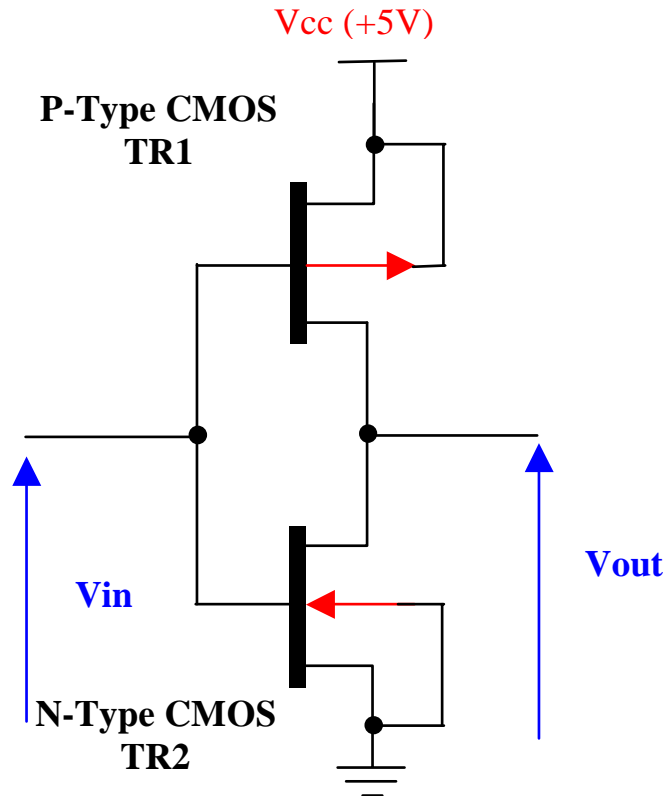 Vcc (+5V)
P-Type CMOS
TR1
Vin
Vout
N-Type CMOS
TR2